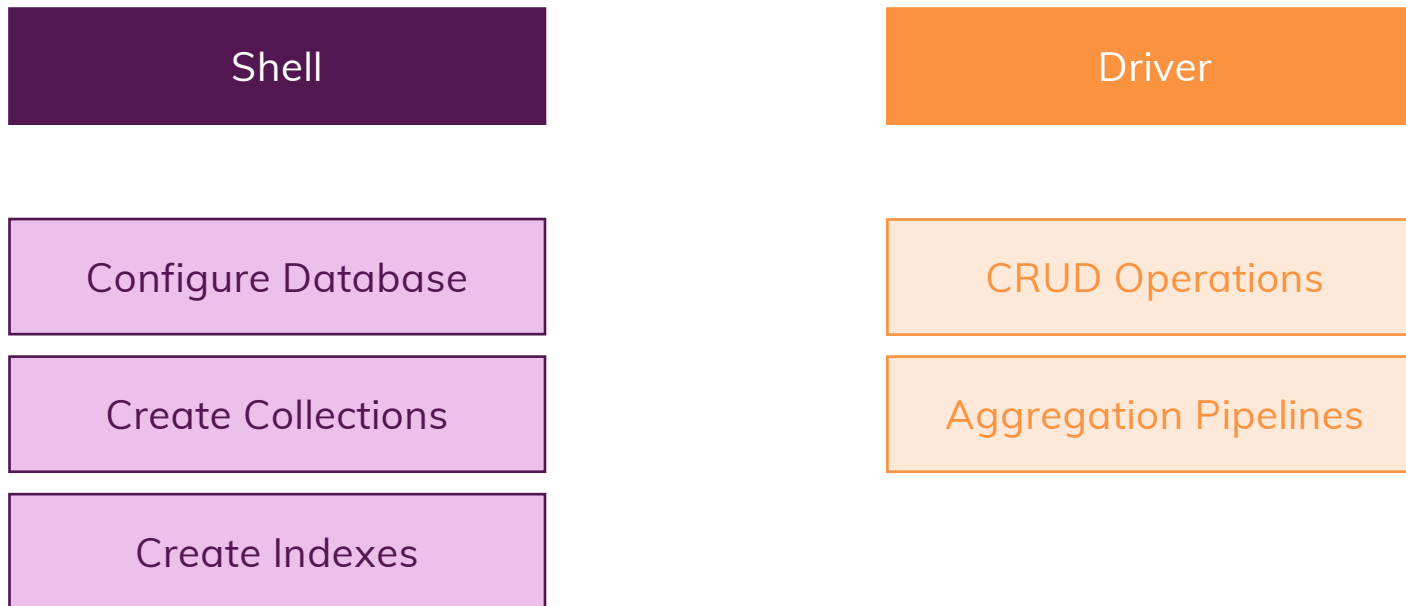 Shell
Configure Database
Create Collections
Create Indexes
Driver
CRUD Operations
Aggregation Pipelines